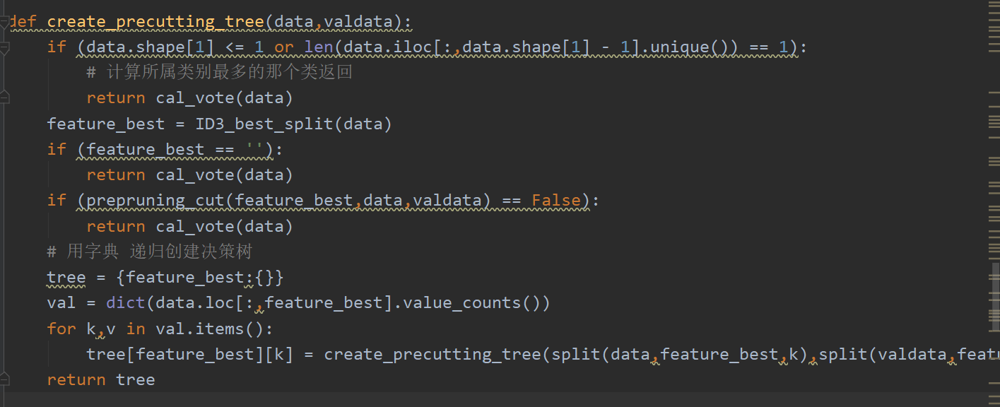 def create_precutting_tree(data,valdata):
    if (data.shape[1] <= 1 or len(data.iloc[:,data.shape[1] - 1].unique()) == 1):
        # 计算所属类别最多的那个类返回
        return cal_vote(data)
    feature_best = ID3_best_split(data)
    if (feature_best == ''):
        return cal_vote(data)
    if (prepruning_cut(feature_best,data,valdata) == False):
        return cal_vote(data)
    # 用字典 递归创建决策树
    tree = {feature_best:{}}
    val = dict(data.loc[:,feature_best].value_counts())
    for k,v in val.items():
        tree[feature_best][k] = create_precutting_tree(split(data,feature_best,k),split(valdata,feat
    return tree